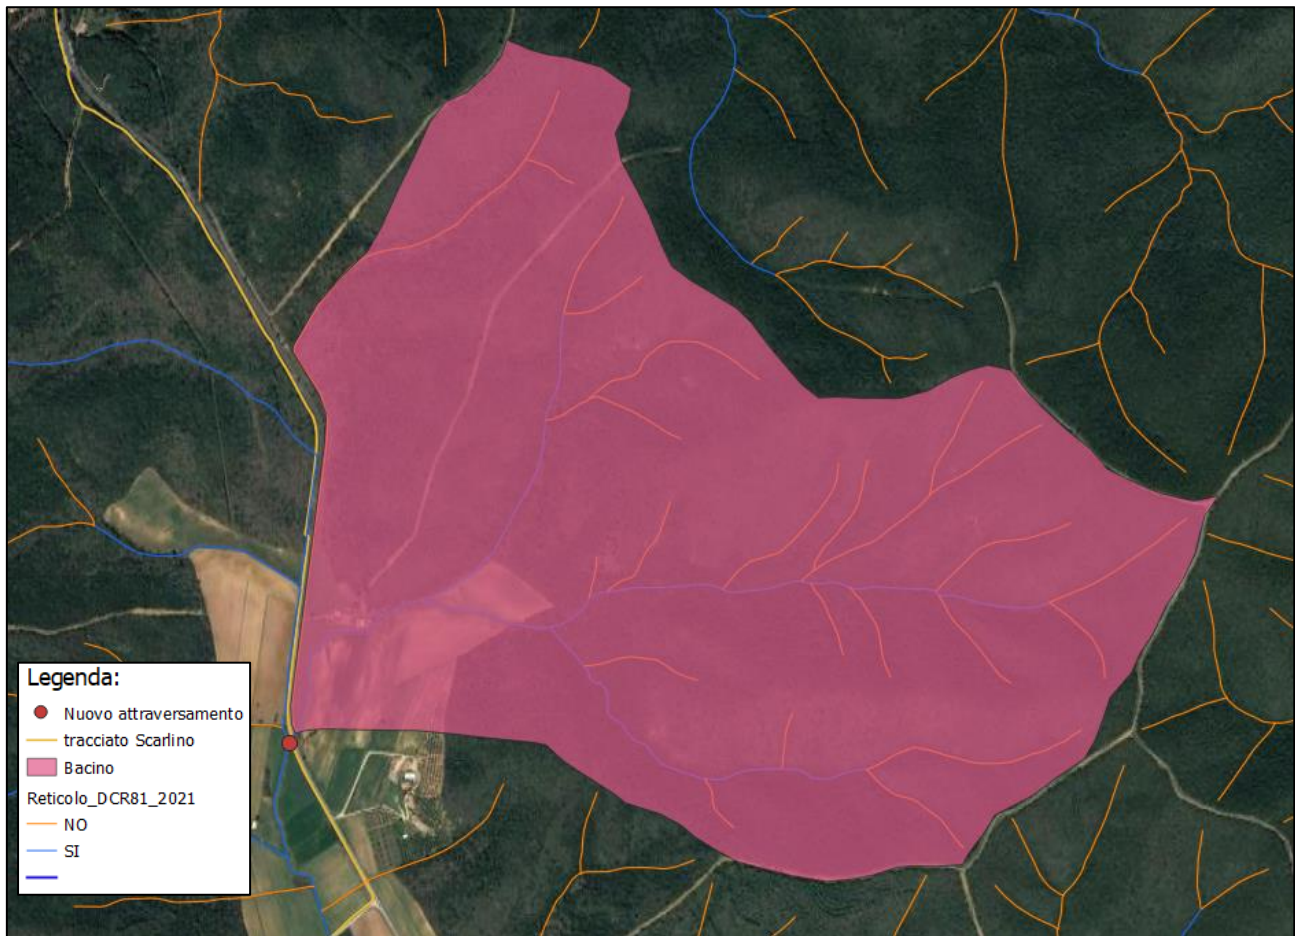 Legenda:
Nuovo attraversamento
tracciato Scarlino
Bacino
Reticolo_DCR81_2021
NO
SI